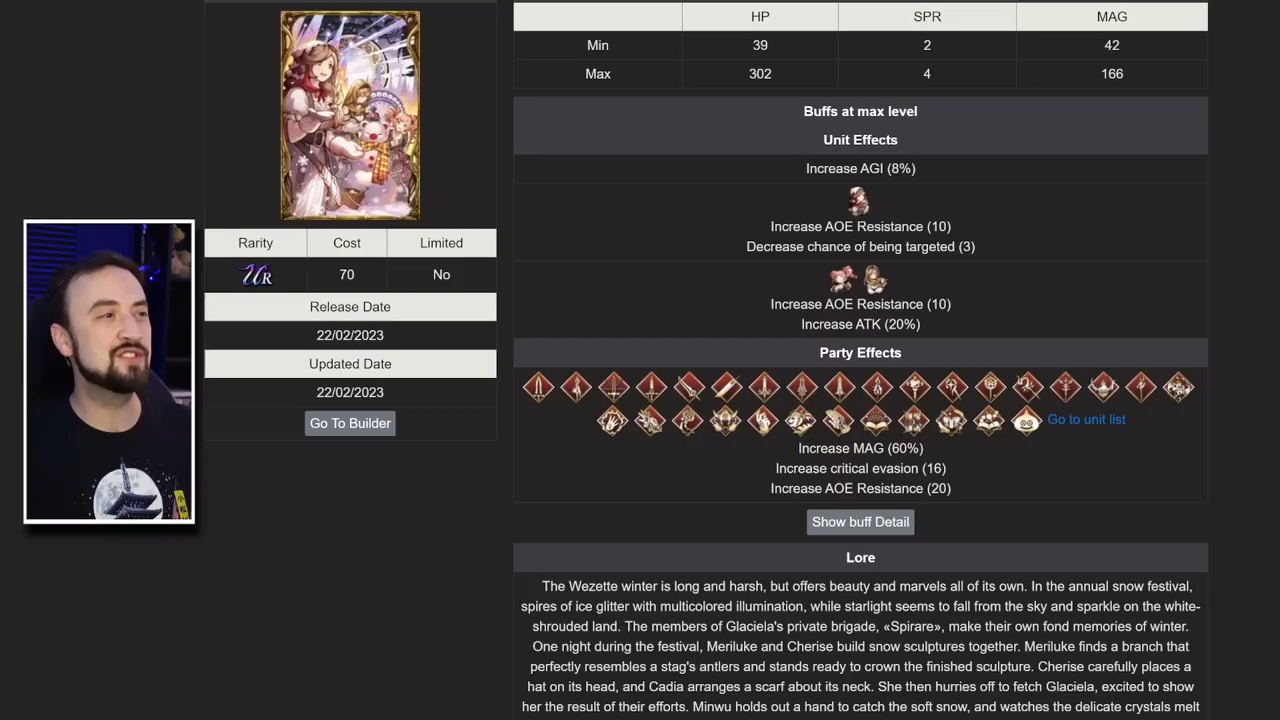 HP SPR MAG
Min 39 2 42
Max 302 4 166
Buffs at max level
Unit Effects
Increase AGI (8%)
Increase AOE Resistance (10)
Decrease chance of being targeted (3)
Increase AOE Resistance (10)
Increase ATK (20%)
Party Effects
Go to unit list
Increase MAG (60%)
Increase critical evasion (16)
Increase AOE Resistance (20)
Show buff Detail
Lore
The Wezette winter is long and harsh, but offers beauty and marvels all of its own. In the annual snow festival,
spires of ice glitter with multicolored illumination, while starlight seems to fall from the sky and sparkle on the white-
shrouded land. The members of Glaciela's private brigade, «Spirare», make their own fond memories of winter.
One night during the festival, Meriluke and Cherise build snow sculptures together. Meriluke finds a branch that
perfectly resembles a stag's antlers and stands ready to crown the finished sculpture. Cherise carefully places a
hat on its head, and Cadia arranges a scarf about its neck. She then hurries off to fetch Glaciela, excited to show
her the result of their efforts. Minwu holds out a hand to catch the soft snow, and watches the delicate crystals melt
Rarity Cost Limited
UR 70 No
Release Date
22/02/2023
Updated Date
22/02/2023
Go To Builder